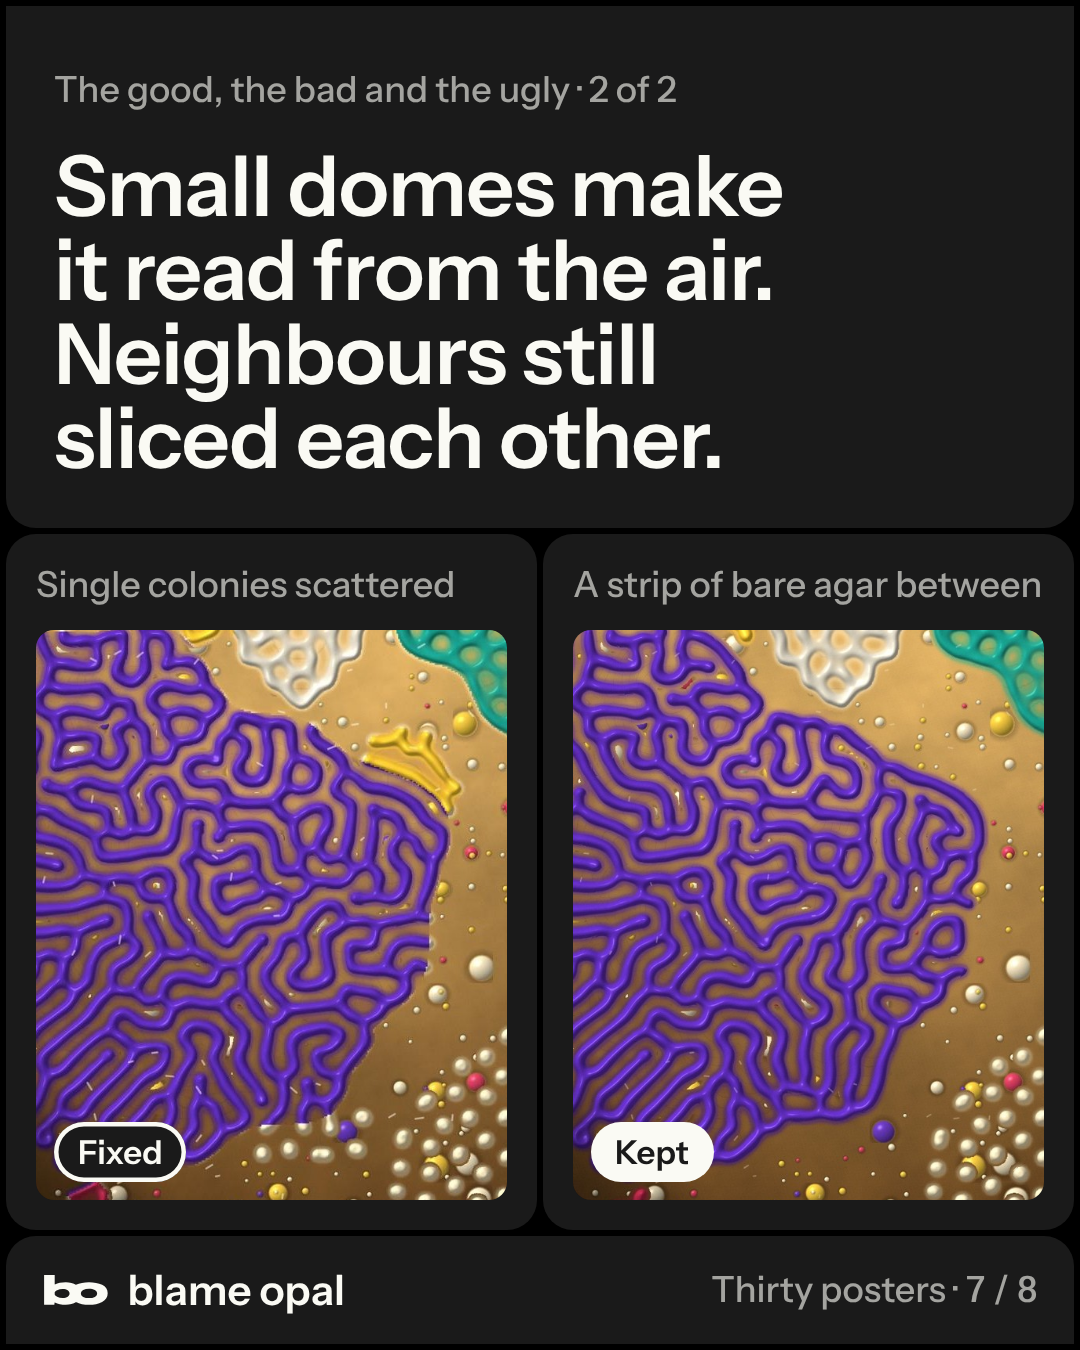 The good, the bad and the ugly · 2 of 2
Small domes make
it read from the air.
Neighbours still
sliced each other.
Single colonies scattered
A strip of bare agar between
Fixed
Kept
bo blame opal
Thirty posters · 7 / 8